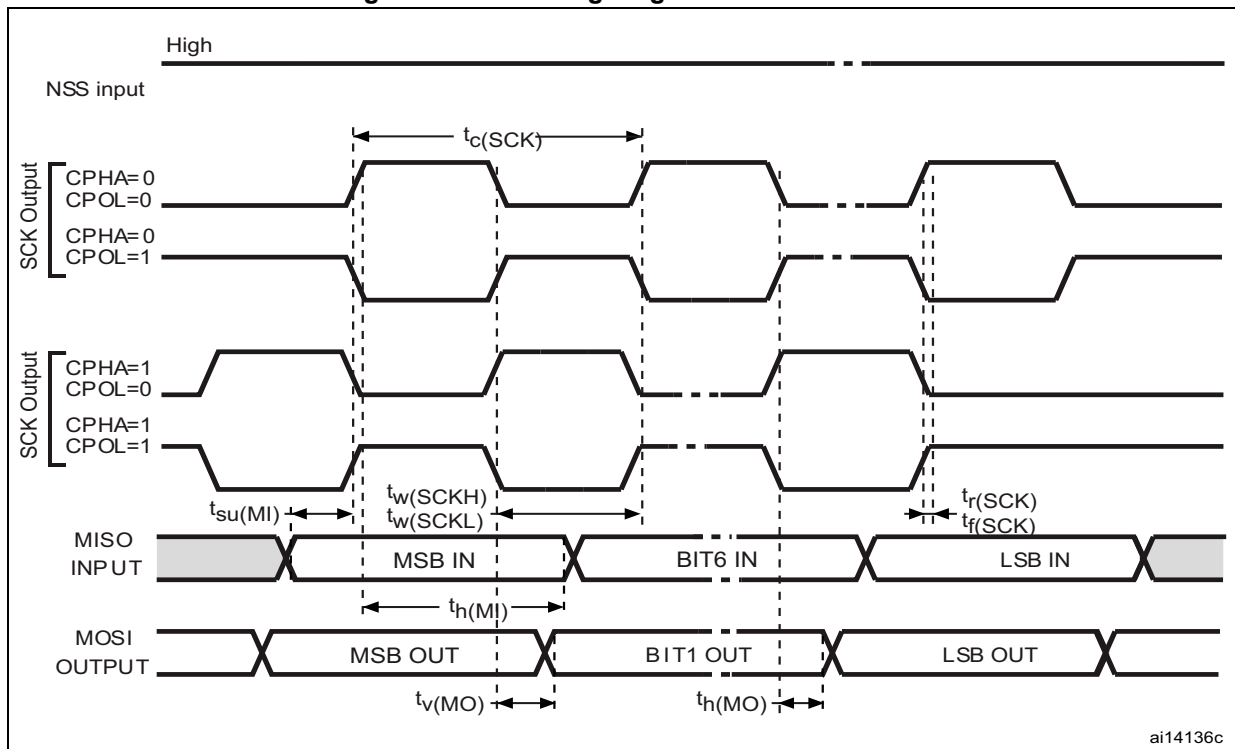 High
NSS input
tc(SCK)
SCK Output
CPHA=0
CPOL=0
CPHA=0
CPOL=1
SCK Output
CPHA=1
CPOL=0
CPHA=1
CPOL=1
tsu(MI)
tw(SCKH)
tw(SCKL)
tr(SCK)
tf(SCK)
MISO
INPUT
MSB IN
BIT6 IN
LSB IN
th(MI)
MOSI
OUTPUT
MSB OUT
BIT1 OUT
LSB OUT
tv(MO)
th(MO)
ai14136c